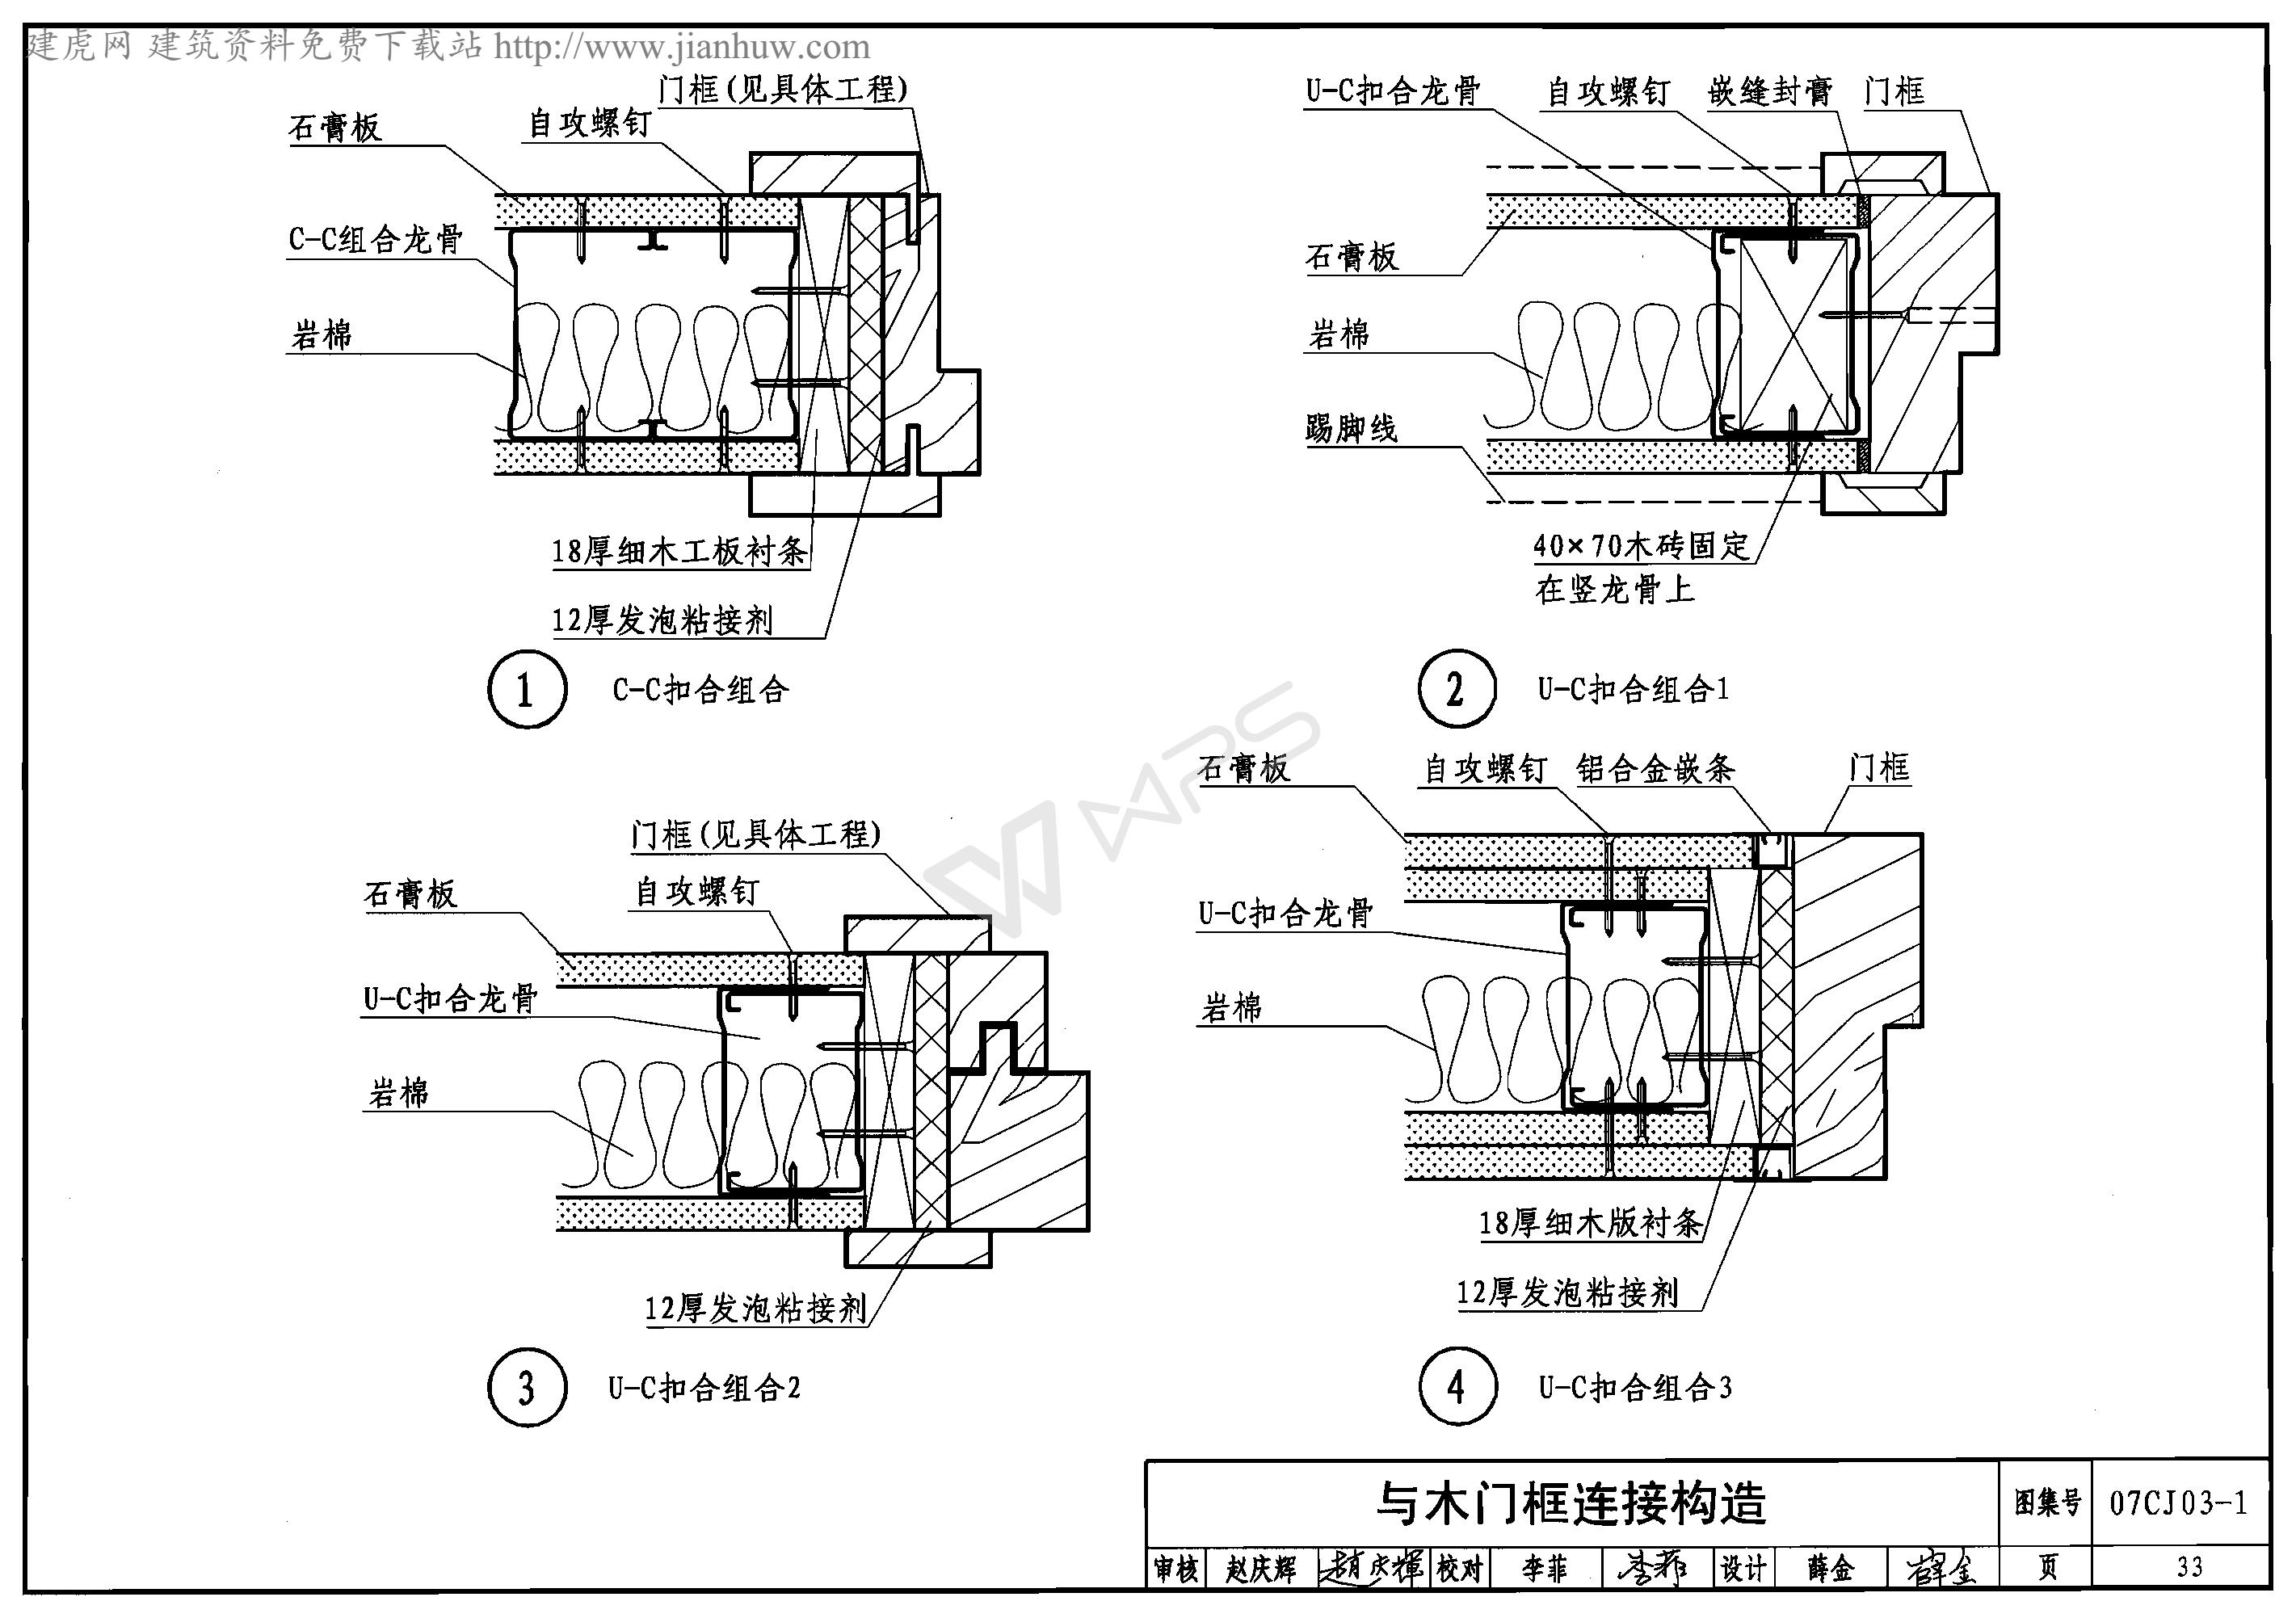 建虎网 建筑资料免费下载站 http://www.jianhuw.com
门框(见具体工程)
自攻螺钉
石膏板
C-C组合龙骨
岩棉
18厚细木工板衬条
12厚发泡粘接剂
1 C-C扣合组合
U-C扣合龙骨 自攻螺钉 嵌缝封膏 门框
石膏板
岩棉
踢脚线
40×70木砖固定
在竖龙骨上
2 U-C扣合组合1
门框(见具体工程)
自攻螺钉
石膏板
U-C扣合龙骨
岩棉
12厚发泡粘接剂
3 U-C扣合组合2
石膏板 自攻螺钉 铝合金嵌条 门框
U-C扣合龙骨
岩棉
18厚细木版衬条
12厚发泡粘接剂
4 U-C扣合组合3
WPS
与木门框连接构造 图集号 07CJ03-1
审核 赵庆辉 赵庆輝 校对 李菲 李菲 设计 薛金 薛金 页 33